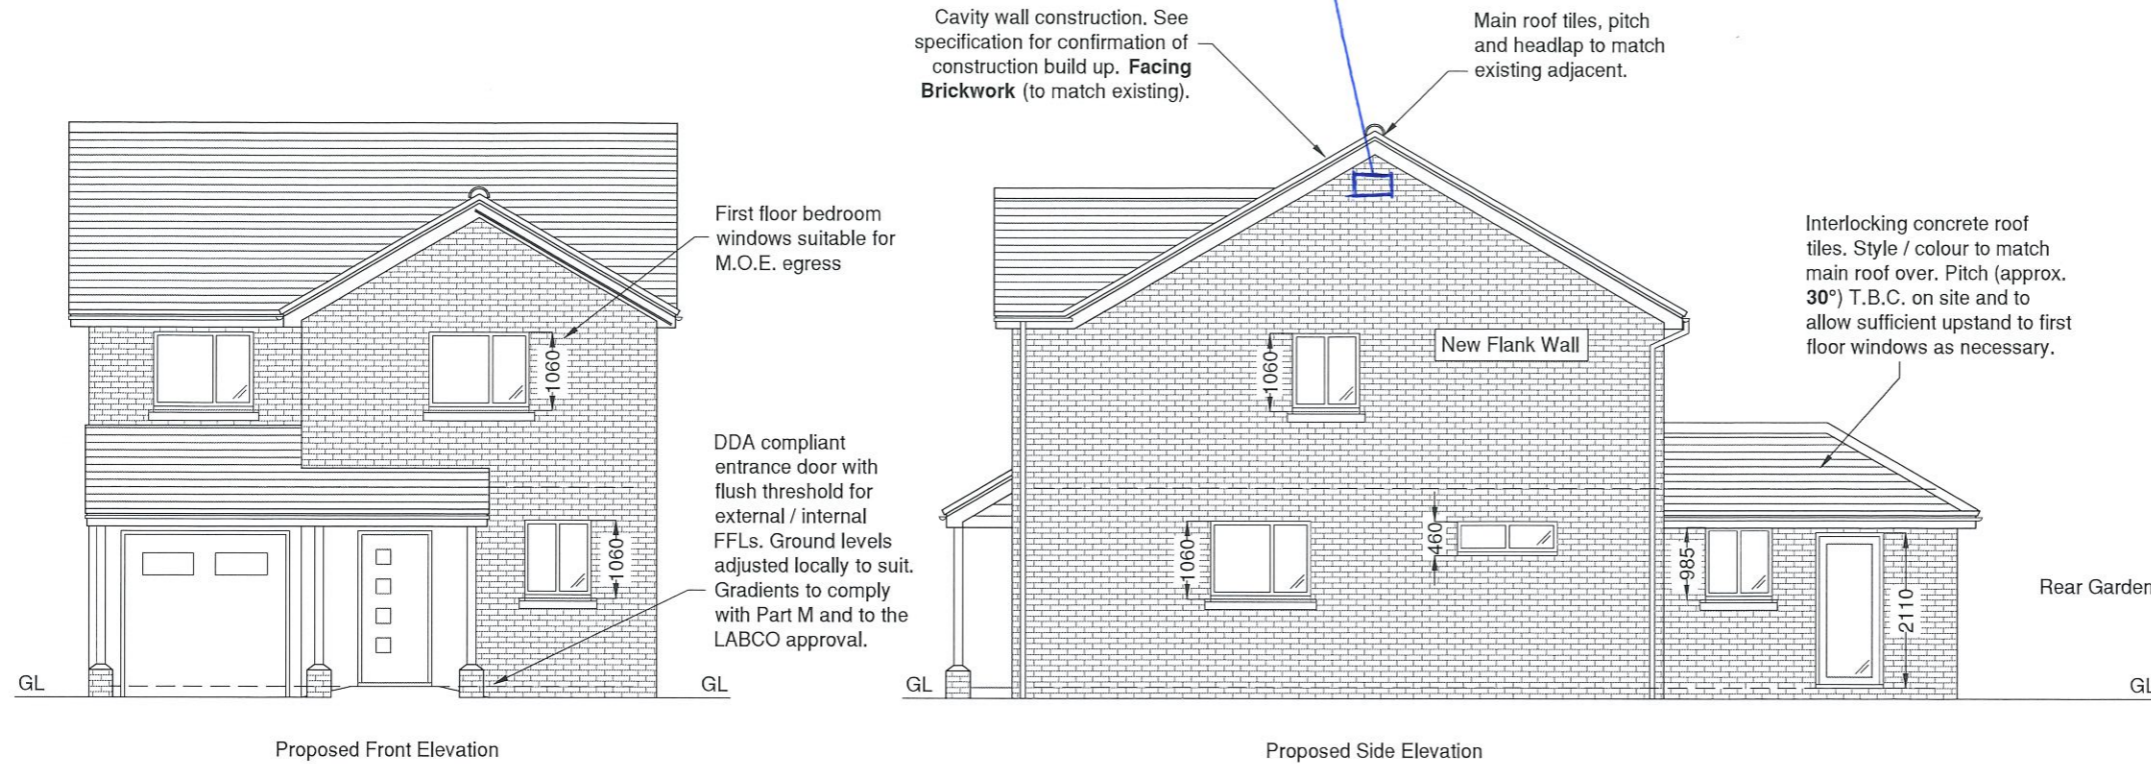 Cavity wall construction. See
specification for confirmation of
construction build up. Facing
Brickwork (to match existing).
Main roof tiles, pitch
and headlap to match
existing adjacent.
First floor bedroom
windows suitable for
M.O.E. egress
1060
DDA compliant
entrance door with
flush threshold for
external / internal
FFLs. Ground levels
adjusted locally to suit.
Gradients to comply
with Part M and to the
LABCO approval.
1060
GL
GL
Proposed Front Elevation
Interlocking concrete roof
tiles. Style / colour to match
main roof over. Pitch (approx.
30°) T.B.C. on site and to
allow sufficient upstand to first
floor windows as necessary.
New Flank Wall
1060
1060
460
985
2110
Rear Garden
GL
GL
Proposed Side Elevation